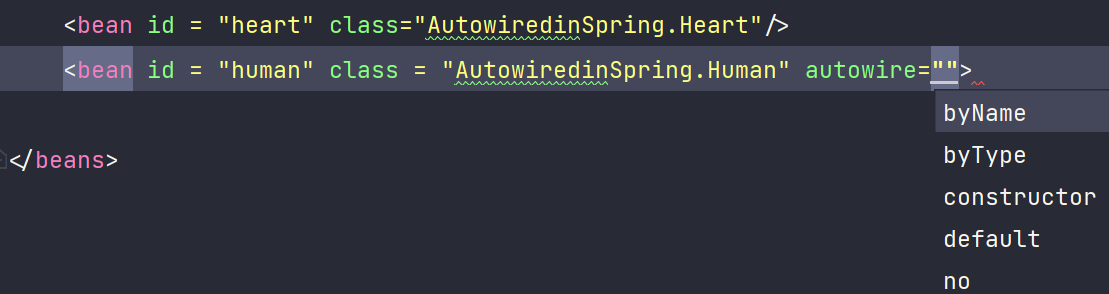 <bean id = "heart" class="AutowiredinSpring.Heart"/>
<bean id = "human" class = "AutowiredinSpring.Human" autowire="">
byName
byType
</beans>
constructor
default
no